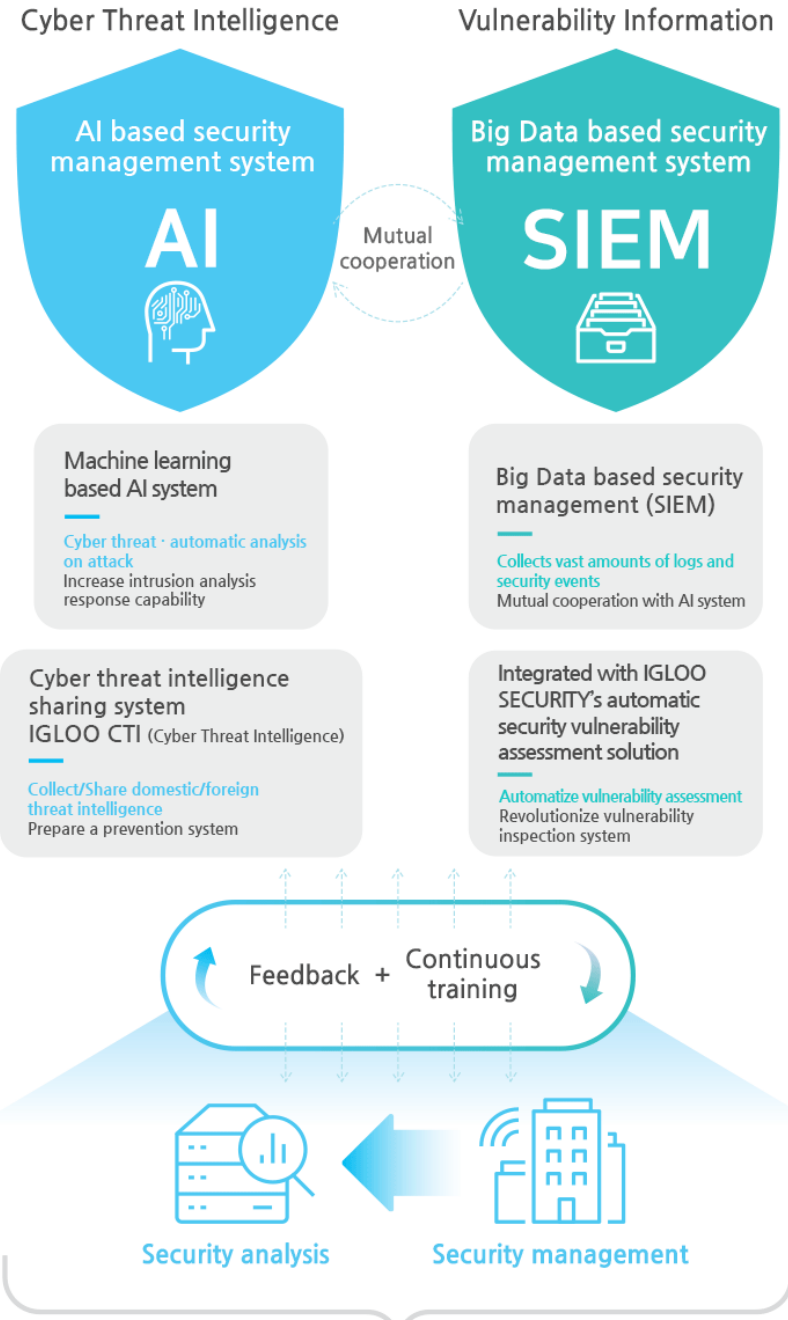 Cyber Threat Intelligence
Vulnerability Information
AI based security
management system
AI
Big Data based security
management system
SIEM
Mutual
cooperation
Machine learning
based AI system
Cyber threat · automatic analysis
on attack
Increase intrusion analysis
response capability
Big Data based security
management (SIEM)
Collects vast amounts of logs and
security events
Mutual cooperation with AI system
Cyber threat intelligence
sharing system
IGLOO CTI (Cyber Threat Intelligence)
Collect/Share domestic/foreign
threat intelligence
Prepare a prevention system
Integrated with IGLOO
SECURITY's automatic
security vulnerability
assessment solution
Automatize vulnerability assessment
Revolutionize vulnerability
inspection system
Feedback + Continuous
training
Security analysis
Security management